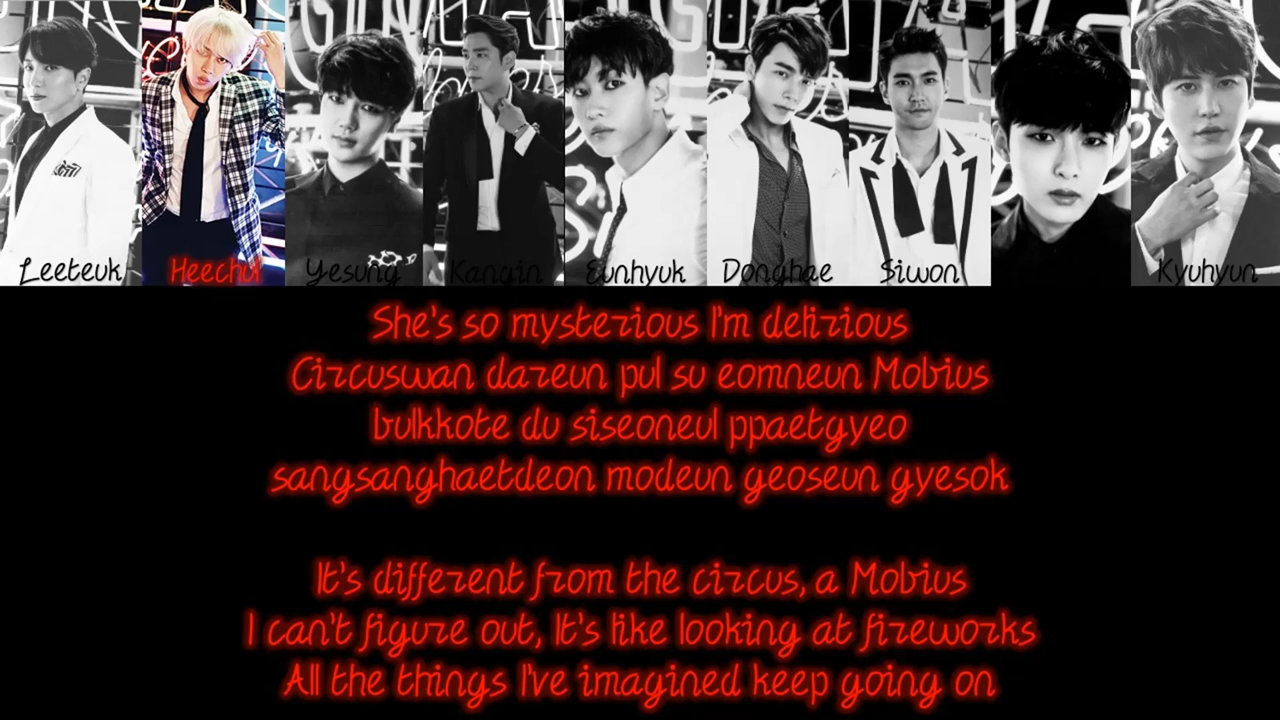 Leeteuk Heechul Yesung Kangin Eunhyuk Donghae Siwon Kyuhyun
She's so mysterious I'm delirious
Circuswan dareun pul su eomneun Mobius
bulkkote du siseoneul ppaetgyeo
sangsanghaetdeon modeun geoseun gyesok
It's different from the circus, a Mobius
I can't figure out, It's like looking at fireworks
All the things I've imagined keep going on